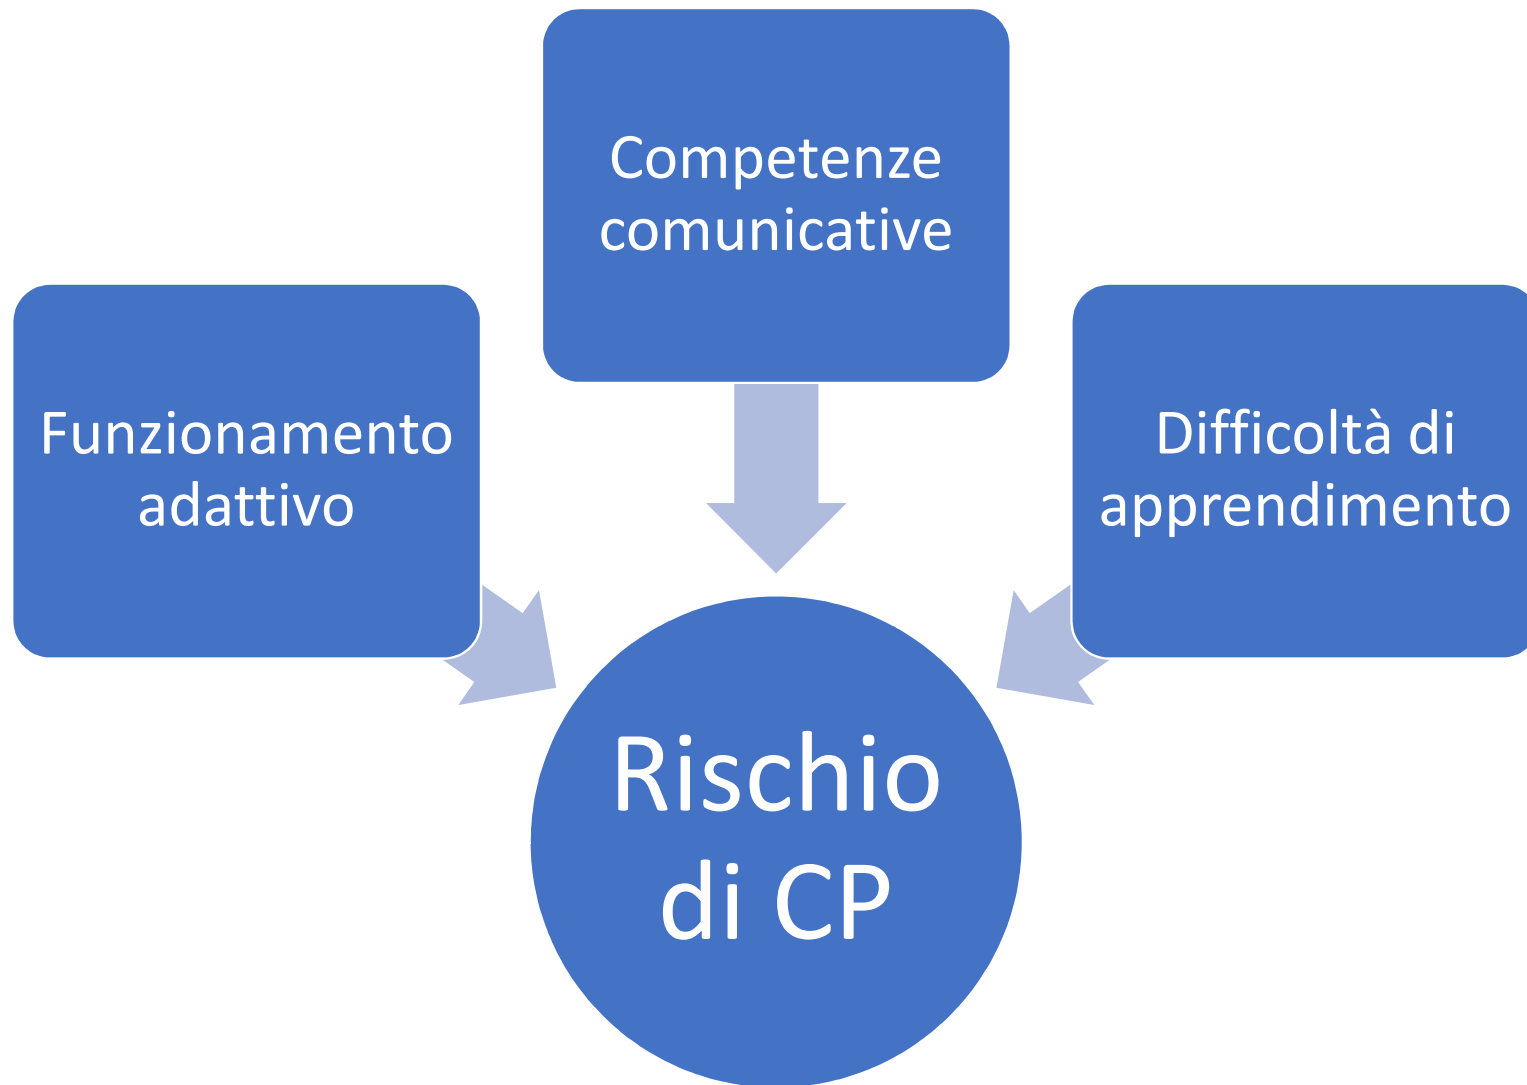 Competenze
comunicative
Funzionamento
adattivo
Difficoltà di
apprendimento
Rischio
di CP